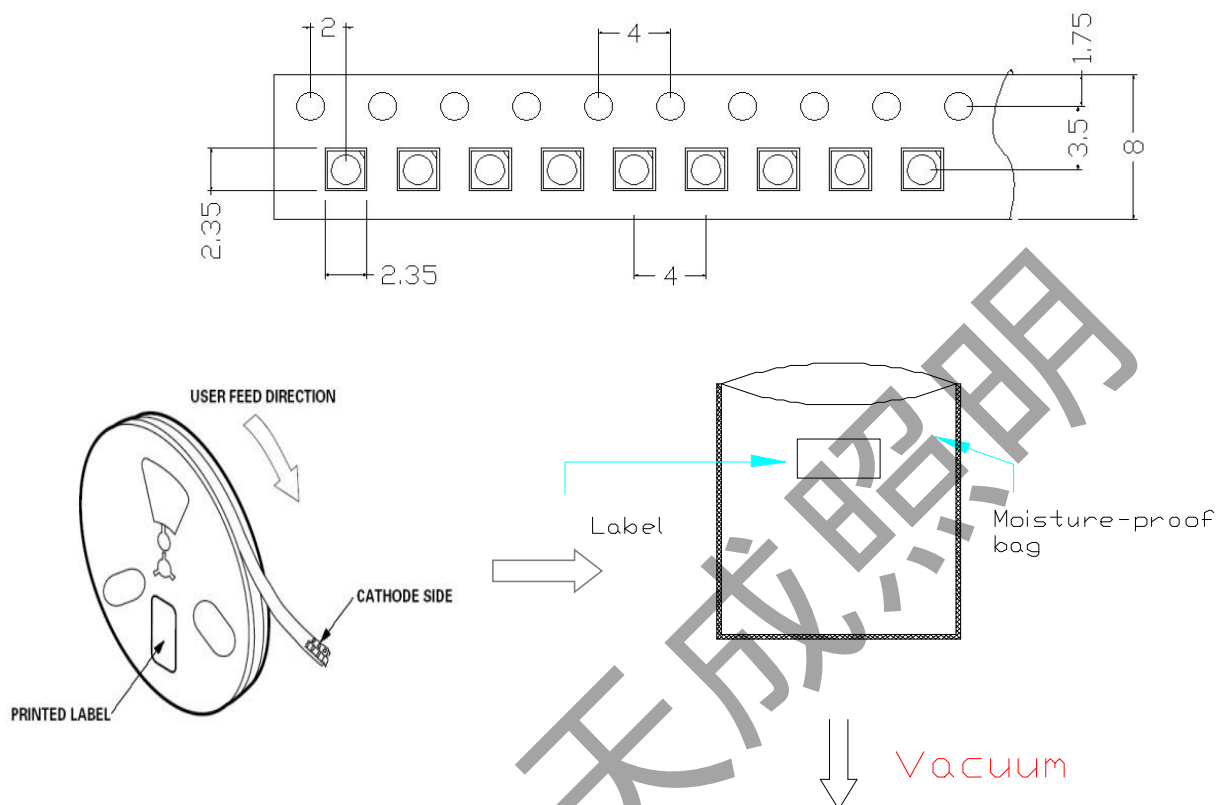 2
4
1.75
3.5
8
2.35
2.35
4
USER FEED DIRECTION
CATHODE SIDE
PRINTED LABEL
Label
Moisture-proof
bag
Vacuum
天成照明